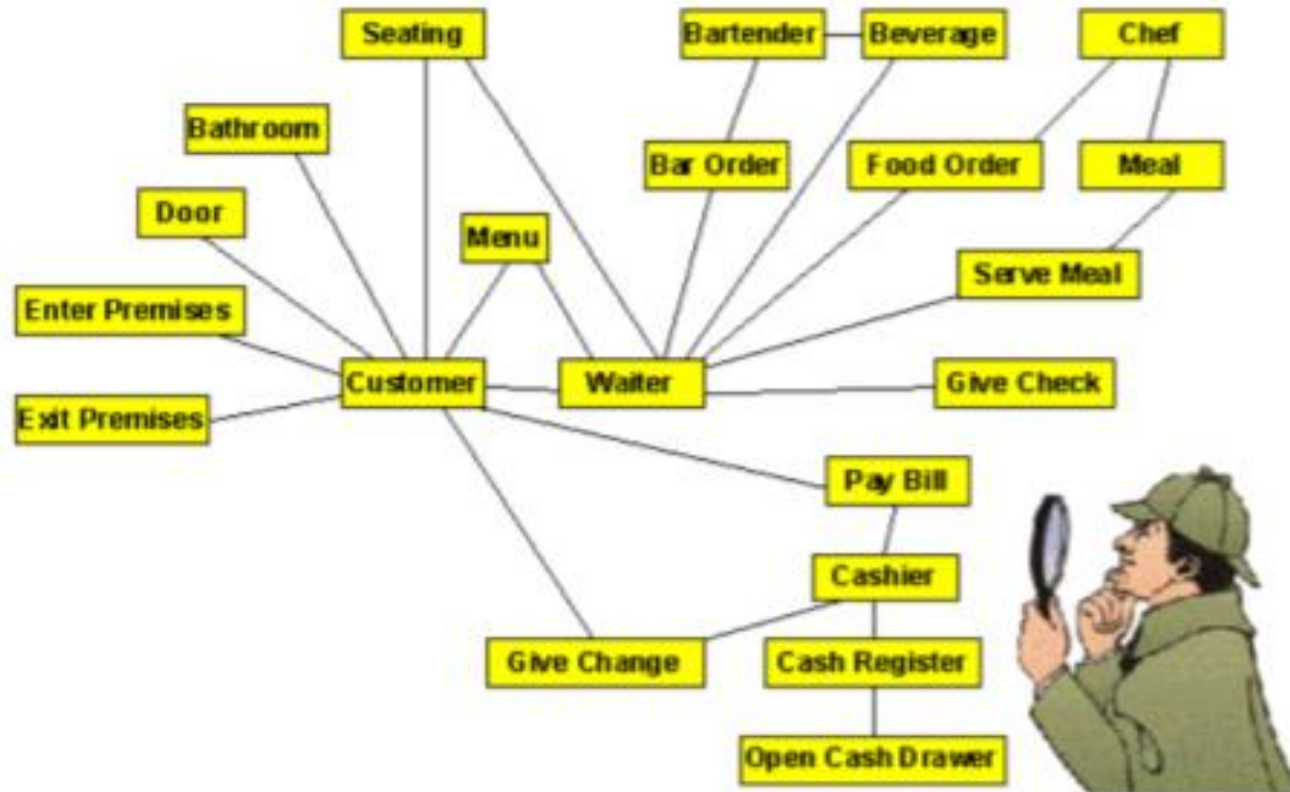 Seating
Bartender
Beverage
Chef
Bathroom
Bar Order
Food Order
Meal
Door
Menu
Serve Meal
Enter Premises
Customer
Waiter
Give Check
Exit Premises
Pay Bill
Cashier
Give Change
Cash Register
Open Cash Drawer